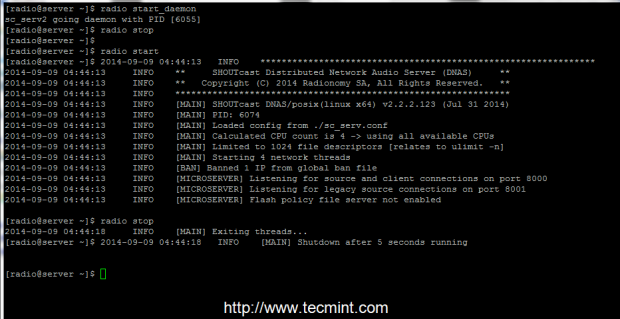 [radio@server ~]$ radio start_daemon
sc_serv2 going daemon with PID [6055]
[radio@server ~]$ radio stop
[radio@server ~]$
[radio@server ~]$ radio start
[radio@server ~]$ 2014-09-09 04:44:13 INFO ***************************************************************
2014-09-09 04:44:13 INFO ** SHOUTcast Distributed Network Audio Server (DNAS) **
2014-09-09 04:44:13 INFO ** Copyright (C) 2014 Radionomy SA, All Rights Reserved. **
2014-09-09 04:44:13 INFO ***************************************************************
2014-09-09 04:44:13 INFO [MAIN] SHOUTcast DNAS/posix(linux x64) v2.2.2.123 (Jul 31 2014)
2014-09-09 04:44:13 INFO [MAIN] PID: 6074
2014-09-09 04:44:13 INFO [MAIN] Loaded config from ./sc_serv.conf
2014-09-09 04:44:13 INFO [MAIN] Calculated CPU count is 4 -> using all available CPUs
2014-09-09 04:44:13 INFO [MAIN] Limited to 1024 file descriptors [relates to ulimit -n]
2014-09-09 04:44:13 INFO [MAIN] Starting 4 network threads
2014-09-09 04:44:13 INFO [BAN] Banned 1 IP from global ban file
2014-09-09 04:44:13 INFO [MICROSERVER] Listening for source and client connections on port 8000
2014-09-09 04:44:13 INFO [MICROSERVER] Listening for legacy source connections on port 8001
2014-09-09 04:44:13 INFO [MICROSERVER] Flash policy file server not enabled
[radio@server ~]$ radio stop
2014-09-09 04:44:18 INFO [MAIN] Exiting threads...
[radio@server ~]$ 2014-09-09 04:44:18 INFO [MAIN] Shutdown after 5 seconds running
[radio@server ~]$
http://www.tecmint.com